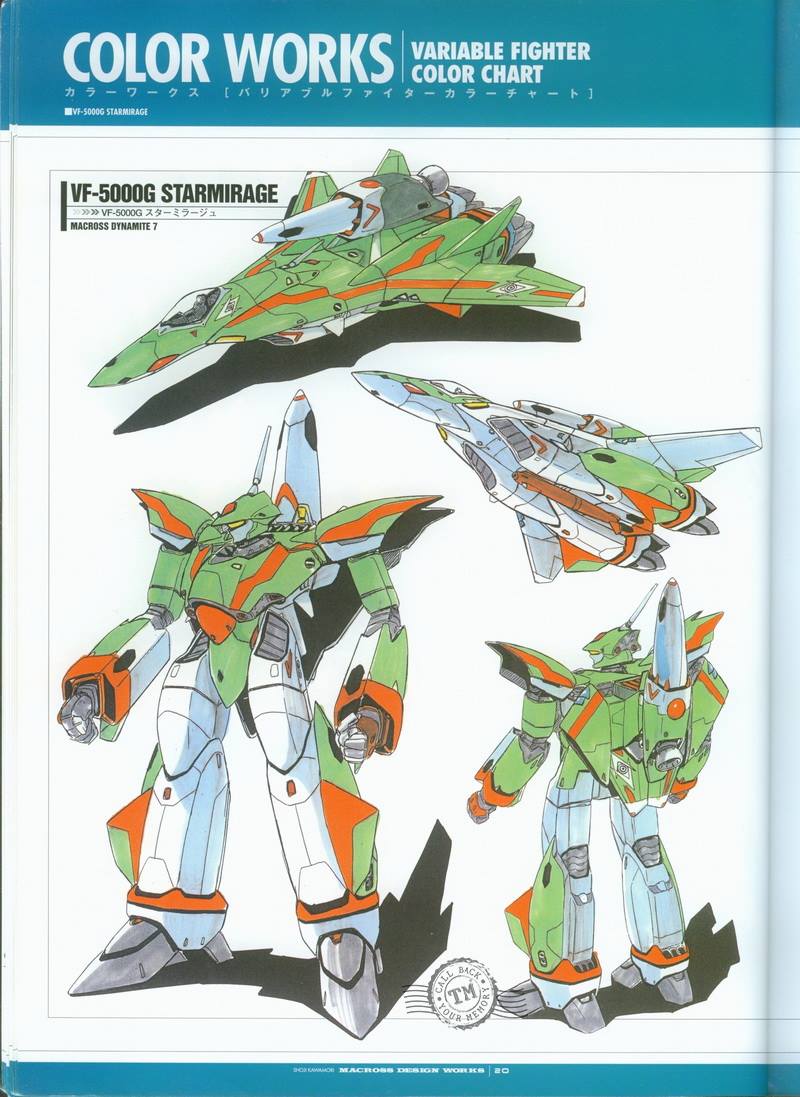 COLOR WORKS
VARIABLE FIGHTER
COLOR CHART
カラーワークス [バリアブルファイターカラーチャート]
■VF-5000G STARMIRAGE
VF-5000G STARMIRAGE
>>> VF-5000G スターミラージュ
MACROSS DYNAMITE 7
CALL BACK
TM
YOUR MEMORY
SHOJI KAWAMORI MACROSS DESIGN WORKS | 20